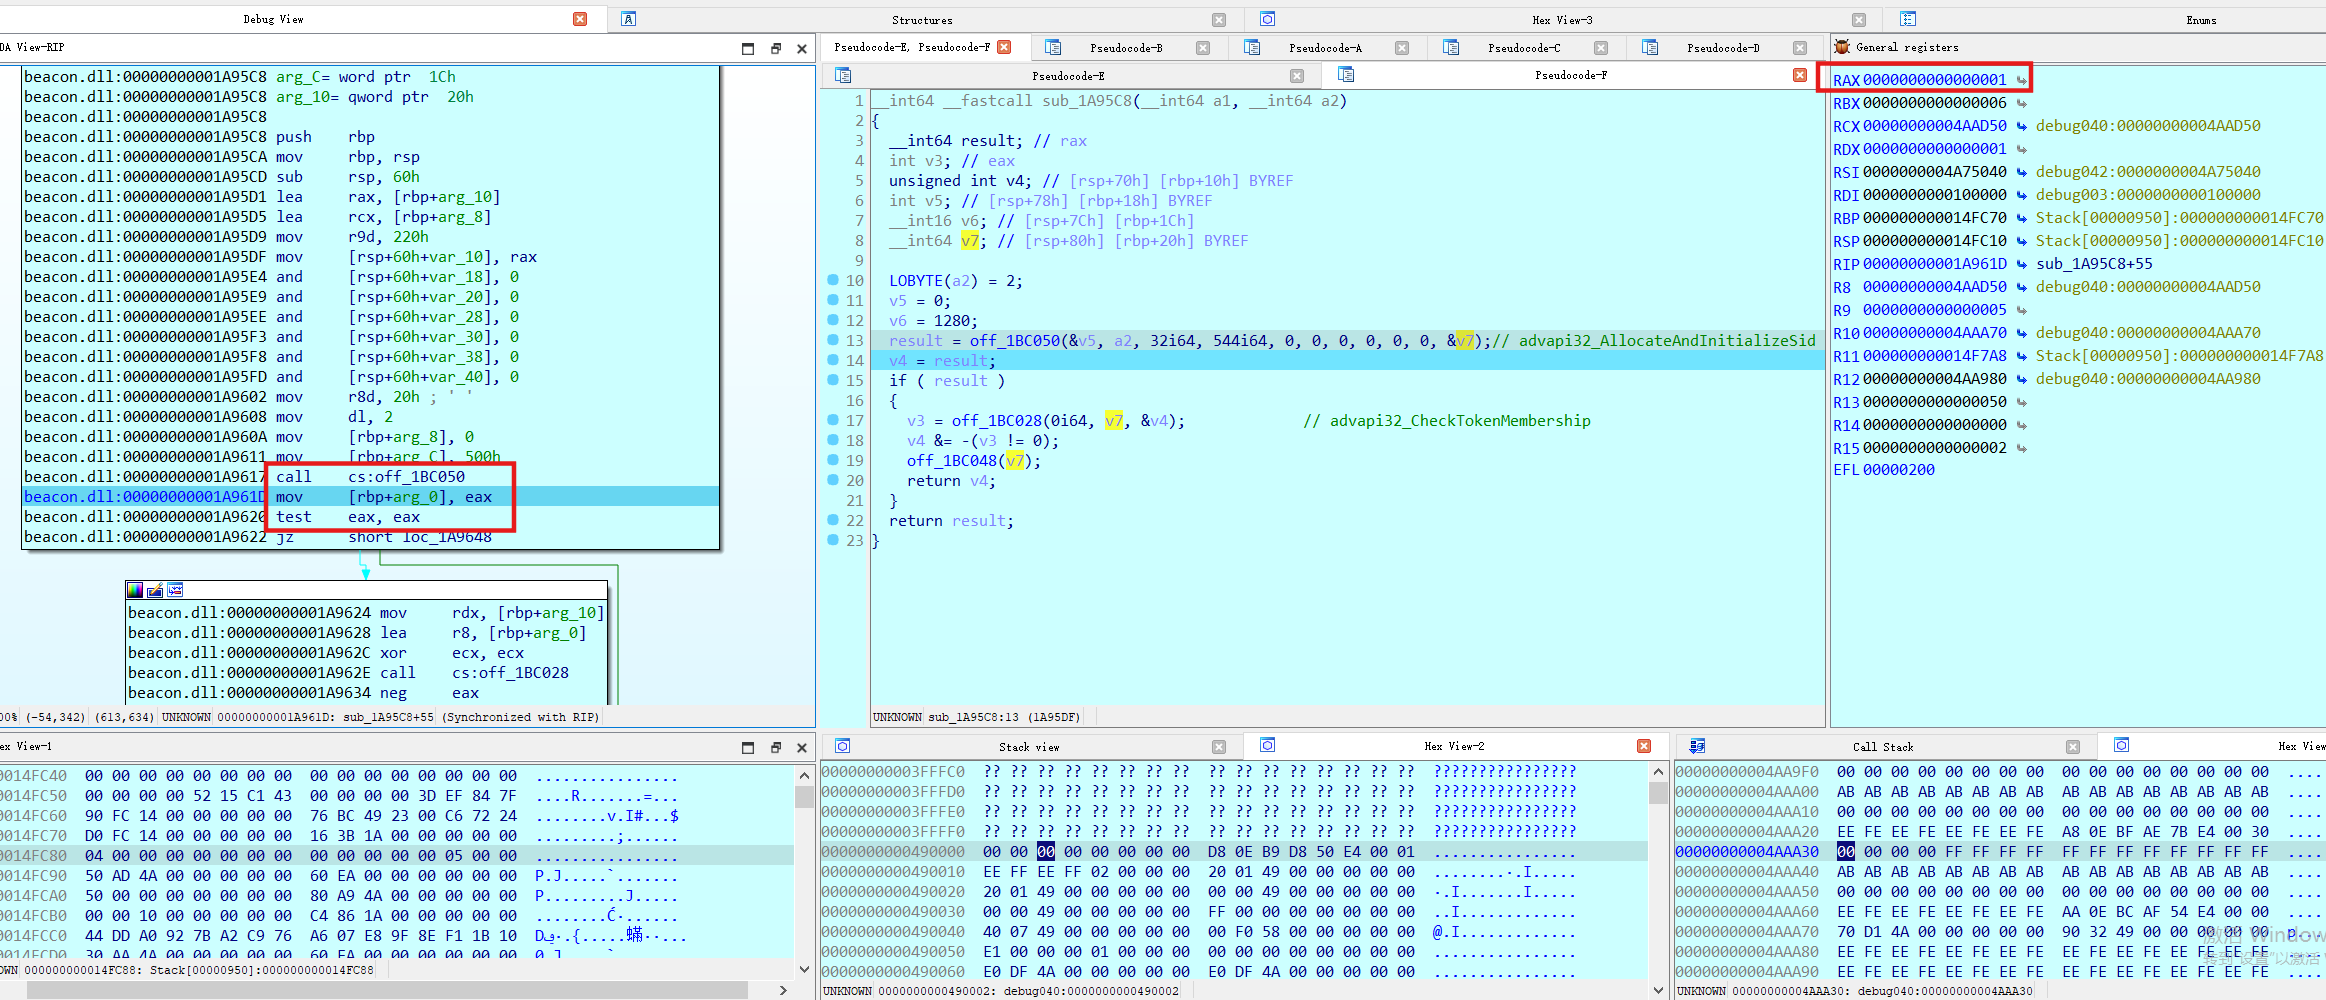 Debug View
Structures
Hex View-3
Enums
DA View-RIP
beacon.dll:00000000001A95C8 arg_C= word ptr  1Ch
beacon.dll:00000000001A95C8 arg_10= qword ptr  20h
beacon.dll:00000000001A95C8
beacon.dll:00000000001A95C8 push    rbp
beacon.dll:00000000001A95CA mov     rbp, rsp
beacon.dll:00000000001A95CD sub     rsp, 60h
beacon.dll:00000000001A95D1 lea     rax, [rbp+arg_10]
beacon.dll:00000000001A95D5 lea     rcx, [rbp+arg_8]
beacon.dll:00000000001A95D9 mov     r9d, 220h
beacon.dll:00000000001A95DF mov     [rsp+60h+var_10], rax
beacon.dll:00000000001A95E4 and     [rsp+60h+var_18], 0
beacon.dll:00000000001A95E9 and     [rsp+60h+var_20], 0
beacon.dll:00000000001A95EE and     [rsp+60h+var_28], 0
beacon.dll:00000000001A95F3 and     [rsp+60h+var_30], 0
beacon.dll:00000000001A95F8 and     [rsp+60h+var_38], 0
beacon.dll:00000000001A95FD and     [rsp+60h+var_40], 0
beacon.dll:00000000001A9602 mov     r8d, 20h ; ' '
beacon.dll:00000000001A9608 mov     dl, 2
beacon.dll:00000000001A960A mov     [rbp+arg_8], 0
beacon.dll:00000000001A9611 mov     [rbp+arg_C], 500h
beacon.dll:00000000001A9617 call    cs:off_1BC050
beacon.dll:00000000001A961D mov     [rbp+arg_0], eax
beacon.dll:00000000001A9620 test    eax, eax
beacon.dll:00000000001A9622 jz      short loc_1A9648
beacon.dll:00000000001A9624 mov     rdx, [rbp+arg_10]
beacon.dll:00000000001A9628 lea     r8, [rbp+arg_0]
beacon.dll:00000000001A962C xor     ecx, ecx
beacon.dll:00000000001A962E call    cs:off_1BC028
beacon.dll:00000000001A9634 neg     eax
00% (-54,342) (613,634) UNKNOWN 00000000001A961D: sub_1A95C8+55 (Synchronized with RIP)
Pseudocode-E, Pseudocode-F
Pseudocode-B
Pseudocode-A
Pseudocode-C
Pseudocode-D
Pseudocode-E
Pseudocode-F
1 __int64 __fastcall sub_1A95C8(__int64 a1, __int64 a2)
2 {
3   __int64 result; // rax
4   int v3; // eax
5   unsigned int v4; // [rsp+70h] [rbp+10h] BYREF
6   int v5; // [rsp+78h] [rbp+18h] BYREF
7   __int16 v6; // [rsp+7Ch] [rbp+1Ch]
8   __int64 v7; // [rsp+80h] [rbp+20h] BYREF
9
10   LOBYTE(a2) = 2;
11   v5 = 0;
12   v6 = 1280;
13   result = off_1BC050(&v5, a2, 32i64, 544i64, 0, 0, 0, 0, 0, 0, &v7);// advapi32_AllocateAndInitializeSid
14   v4 = result;
15   if ( result )
16   {
17     v3 = off_1BC028(0i64, v7, &v4);             // advapi32_CheckTokenMembership
18     v4 &= -(v3 != 0);
19     off_1BC048(v7);
20     return v4;
21   }
22   return result;
23 }
UNKNOWN sub_1A95C8:13 (1A95DF)
General registers
RAX 0000000000000001
RBX 0000000000000006
RCX 00000000004AAD50 debug040:00000000004AAD50
RDX 0000000000000001
RSI 0000000004A75040 debug042:0000000004A75040
RDI 0000000000100000 debug003:0000000000100000
RBP 000000000014FC70 Stack[00000950]:000000000014FC70
RSP 000000000014FC10 Stack[00000950]:000000000014FC10
RIP 00000000001A961D sub_1A95C8+55
R8 00000000004AAD50 debug040:00000000004AAD50
R9 0000000000000005
R10 00000000004AAA70 debug040:00000000004AAA70
R11 000000000014F7A8 Stack[00000950]:000000000014F7A8
R12 00000000004AA980 debug040:00000000004AA980
R13 0000000000000050
R14 0000000000000000
R15 0000000000000002
EFL 00000200
ex View-1
0014FC40  00 00 00 00 00 00 00 00  00 00 00 00 00 00 00 00  ................
0014FC50  00 00 00 00 52 15 C1 43  00 00 00 00 3D EF 84 7F  ....R.......=...
0014FC60  90 FC 14 00 00 00 00 00  76 BC 49 23 00 C6 72 24  ........v.I#...$
0014FC70  D0 FC 14 00 00 00 00 00  16 3B 1A 00 00 00 00 00  .........;......
0014FC80  04 00 00 00 00 00 00 00  00 00 00 00 00 05 00 00  ................
0014FC90  50 AD 4A 00 00 00 00 00  60 EA 00 00 00 00 00 00  P.J.....`.......
0014FCA0  50 00 00 00 00 00 00 00  80 A9 4A 00 00 00 00 00  P.........J.....
0014FCB0  00 00 10 00 00 00 00 00  C4 86 1A 00 00 00 00 00
0014FCC0  44 DD A0 92 7B A2 C9 76  A6 07 E8 9F 8E F1 1B 10
0014FCD0  30 AA 4A 00 00 00 00 00  60 EA 00 00 00 00 00 00  0.J.....`.......
OWN 000000000014FC88: Stack[00000950]:000000000014FC88
Stack view
Hex View-2
00000000003FFFC0  ?? ?? ?? ?? ?? ?? ?? ??  ?? ?? ?? ?? ?? ?? ?? ??  ????????????????
00000000003FFFD0  ?? ?? ?? ?? ?? ?? ?? ??  ?? ?? ?? ?? ?? ?? ?? ??  ????????????????
00000000003FFFE0  ?? ?? ?? ?? ?? ?? ?? ??  ?? ?? ?? ?? ?? ?? ?? ??  ????????????????
00000000003FFFF0  ?? ?? ?? ?? ?? ?? ?? ??  ?? ?? ?? ?? ?? ?? ?? ??  ????????????????
0000000000490000  00 00 00 00 00 00 00 00  D8 0E B9 D8 50 E4 00 01  ................
0000000000490010  EE FF EE FF 02 00 00 00  20 01 49 00 00 00 00 00  ..........I.....
0000000000490020  20 01 49 00 00 00 00 00  00 00 49 00 00 00 00 00  ..I.......I.....
0000000000490030  00 00 49 00 00 00 00 00  FF 00 00 00 00 00 00 00  ..I.............
0000000000490040  40 07 49 00 00 00 00 00  00 F0 58 00 00 00 00 00  @.I.............
0000000000490050  E1 00 00 00 01 00 00 00  00 00 00 00 00 00 00 00  ................
0000000000490060  E0 DF 4A 00 00 00 00 00  E0 DF 4A 00 00 00 00 00  ................
UNKNOWN 0000000000490002: debug040:0000000000490002
Call Stack
Hex View
00000000004AA9F0  00 00 00 00 00 00 00 00  00 00 00 00 00 00 00 00  ....
00000000004AAA00  AB AB AB AB AB AB AB AB  AB AB AB AB AB AB AB AB  ....
00000000004AAA10  00 00 00 00 00 00 00 00  00 00 00 00 00 00 00 00  ....
00000000004AAA20  EE FE EE FE EE FE EE FE  A8 0E BF AE 7B E4 00 30  ....
00000000004AAA30  00 00 00 00 FF FF FF FF  FF FF FF FF FF FF FF FF  ....
00000000004AAA40  AB AB AB AB AB AB AB AB  AB AB AB AB AB AB AB AB  ....
00000000004AAA50  00 00 00 00 00 00 00 00  00 00 00 00 00 00 00 00  ....
00000000004AAA60  EE FE EE FE EE FE EE FE  AA 0E BC AF 54 E4 00 00  ....
00000000004AAA70  70 D1 4A 00 00 00 00 00  90 32 49 00 00 00 00 00  p...
00000000004AAA80  EE FE EE FE EE FE EE FE  EE FE EE FE EE FE EE FE  ....
00000000004AAA90  EE FE EE FE EE FE EE FE  EE FE EE FE EE FE EE FE  ....
激活 Window
转到"设置"以激活
UNKNOWN 00000000004AAA30: debug040:00000000004AAA30